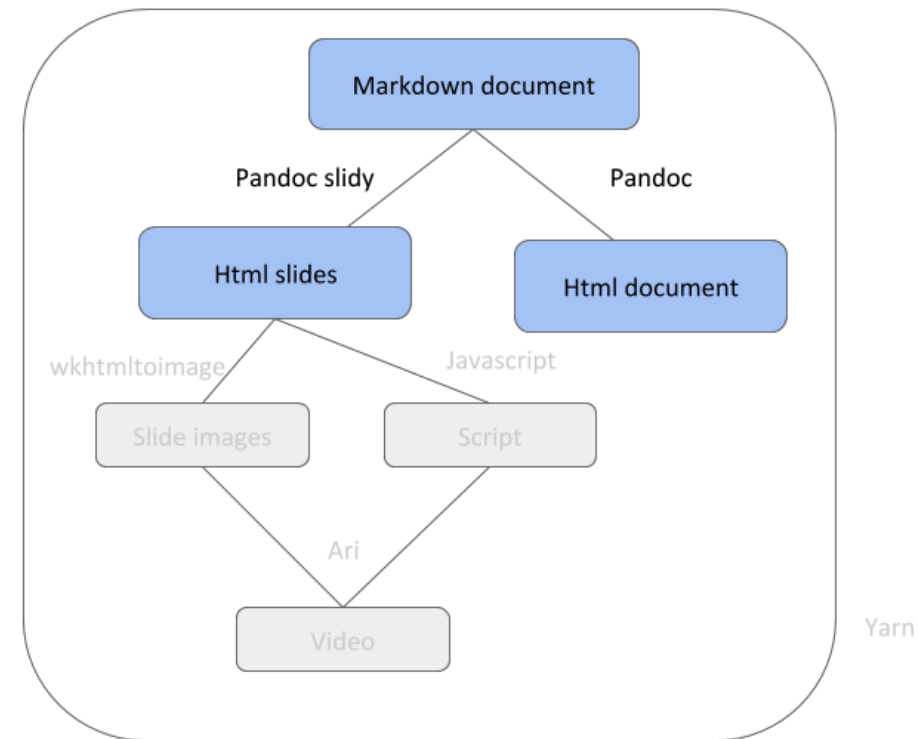 Markdown document
Pandoc slidy
Pandoc
Html slides
Html document
wkhtmltoimage
Javascript
Slide images
Script
Ari
Video
Yarn